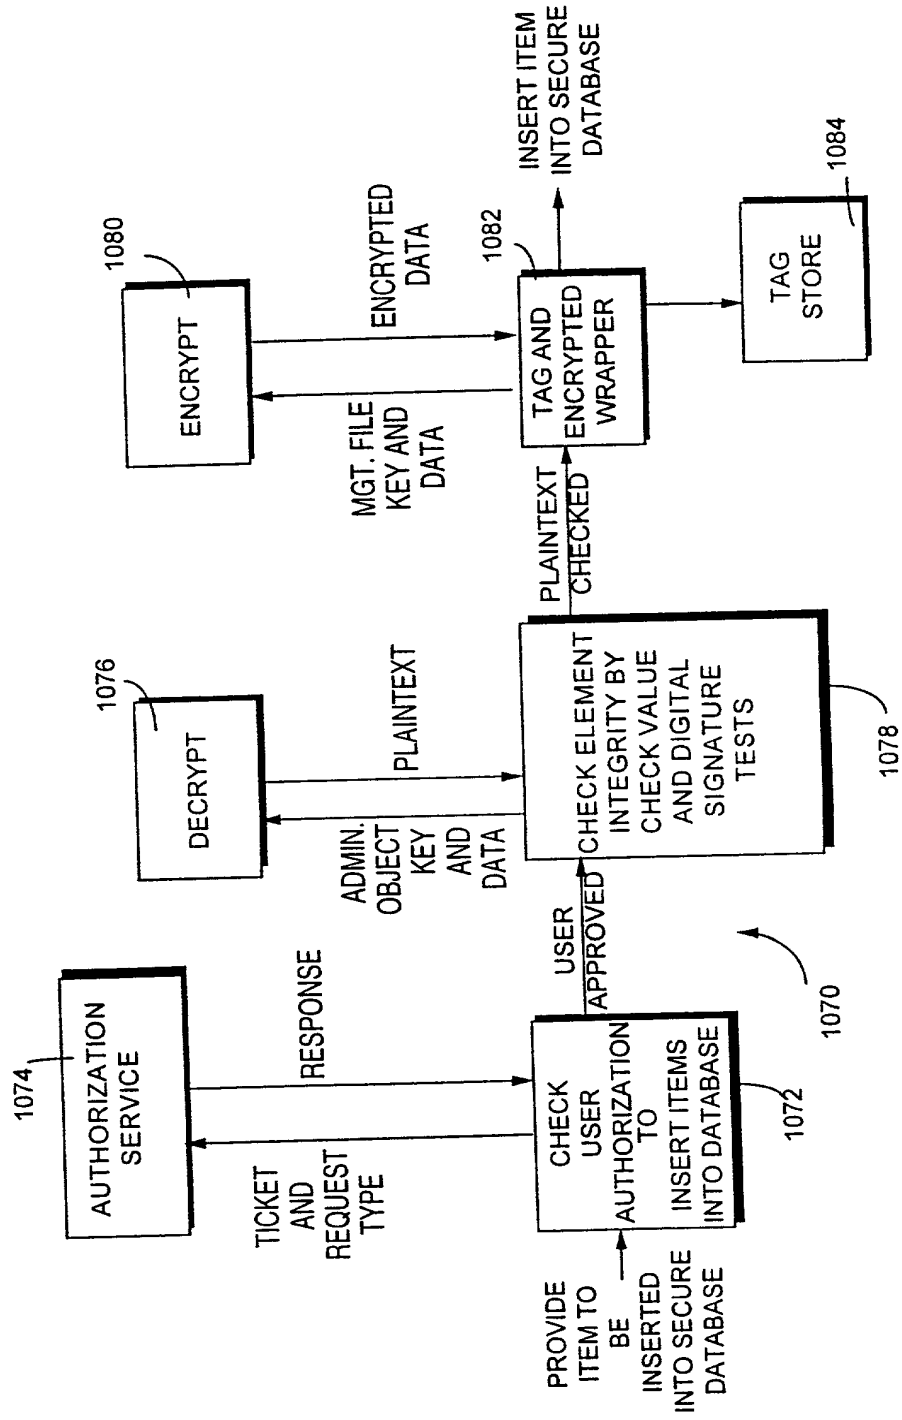 1074
AUTHORIZATION
SERVICE
TICKET
AND
REQUEST
TYPE
RESPONSE
PROVIDE
ITEM TO
BE
INSERTED
INTO SECURE
DATABASE
CHECK
USER
AUTHORIZATION
TO
INSERT ITEMS
INTO DATABASE
1072
USER
APPROVED
1070
1076
DECRYPT
ADMIN.
OBJECT
KEY
AND
DATA
PLAINTEXT
CHECK ELEMENT
INTEGRITY BY
CHECK VALUE
AND DIGITAL
SIGNATURE
TESTS
1078
PLAINTEXT
CHECKED
1080
ENCRYPT
MGT. FILE
KEY AND
DATA
ENCRYPTED
DATA
1082
TAG AND
ENCRYPTED
WRAPPER
INSERT ITEM
INTO SECURE
DATABASE
TAG
STORE
1084